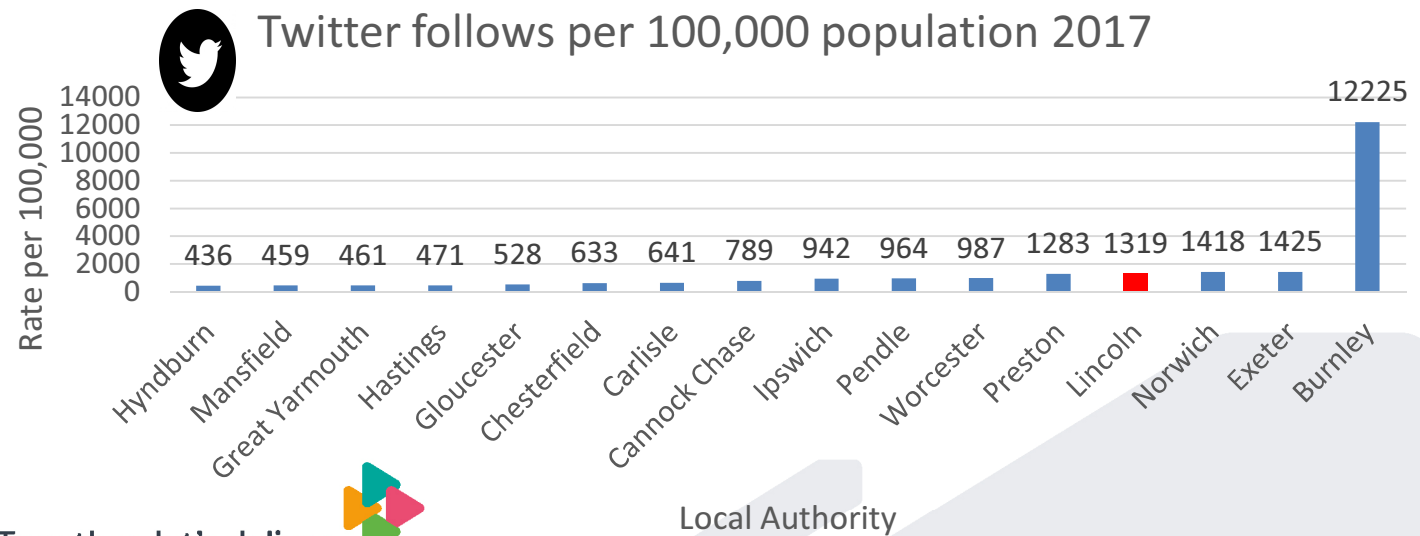 Twitter follows per 100,000 population 2017
Rate per 100,000
14000
12000
10000
8000
6000
4000
2000
0
436 459 461 471 528 633 641 789 942 964 987 1283 1319 1418 1425 12225
Hyndburn
Mansfield
Great Yarmouth
Hastings
Gloucester
Chesterfield
Carlisle
Cannock Chase
Ipswich
Pendle
Worcester
Preston
Lincoln
Norwich
Exeter
Burnley
Local Authority